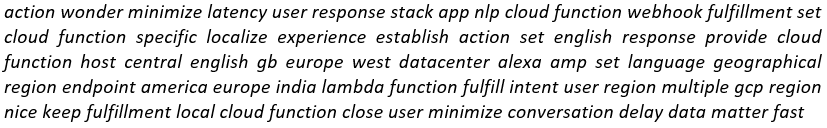 action wonder minimize latency user response stack app nlp cloud function webhook fulfillment set
cloud function specific localize experience establish action set english response provide cloud
function host central english gb europe west datacenter alexa amp set language geographical
region endpoint america europe india lambda function fulfill intent user region multiple gcp region
nice keep fulfillment local cloud function close user minimize conversation delay data matter fast